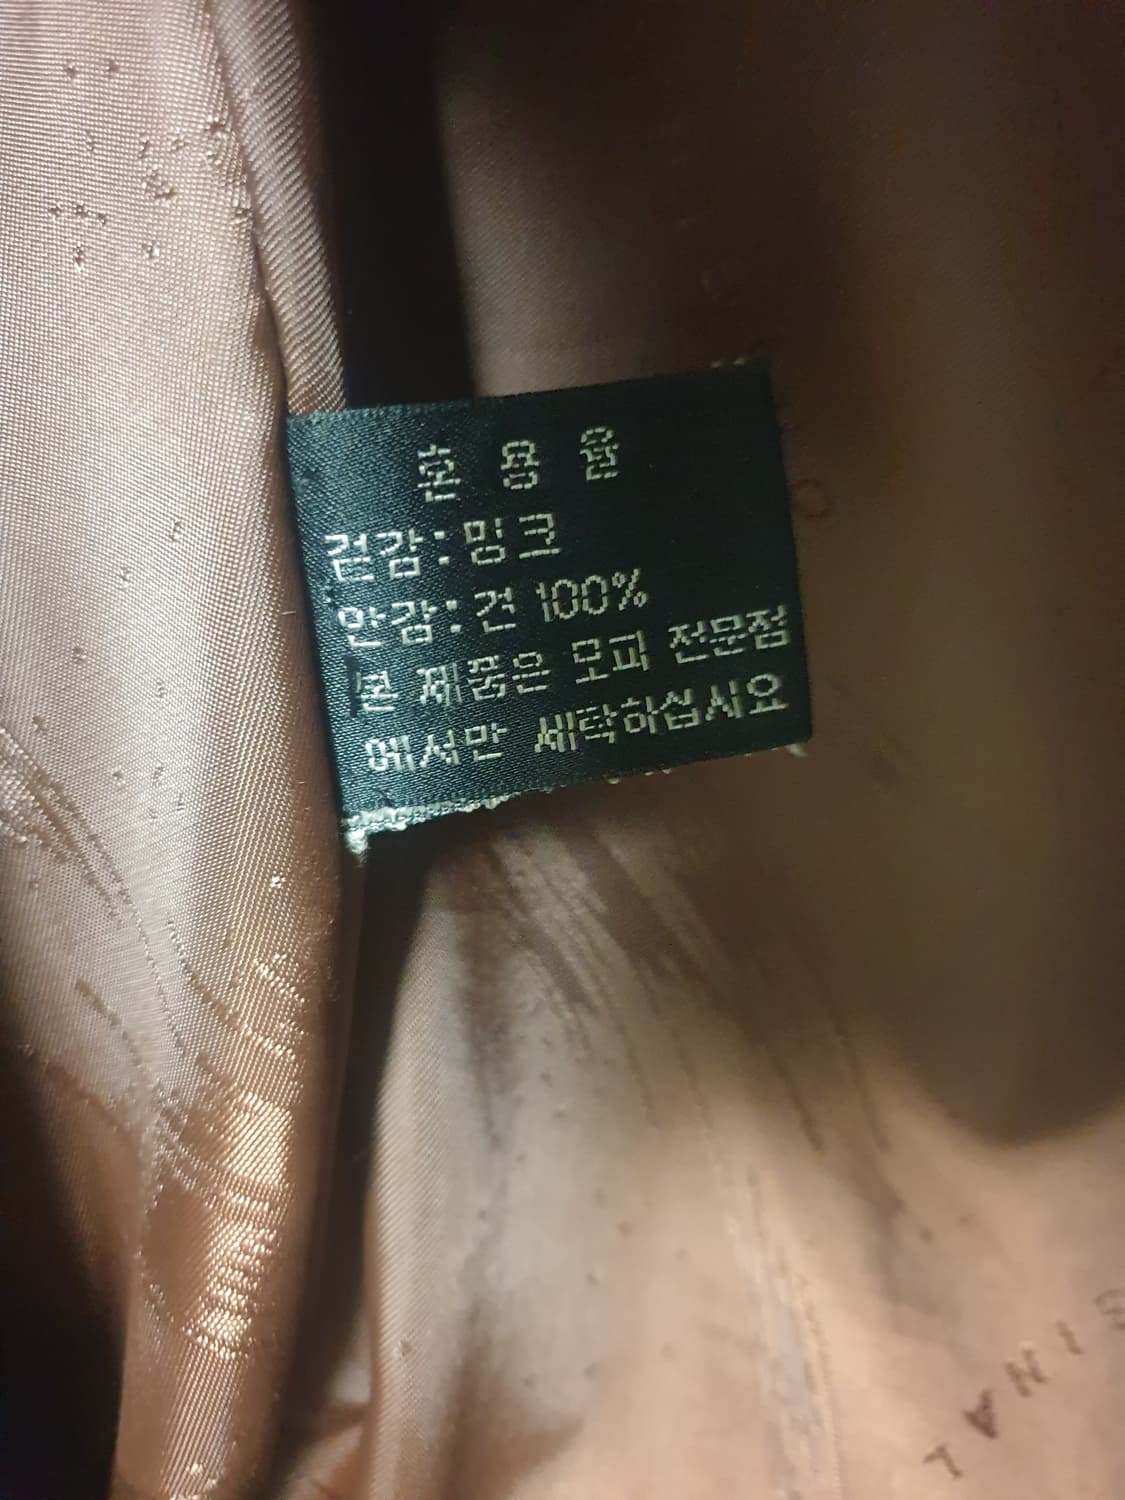 혼 용 율
겉감:밍크
안감:견 100%
본 제품은 모피 전문점
에서만 세탁하십시요